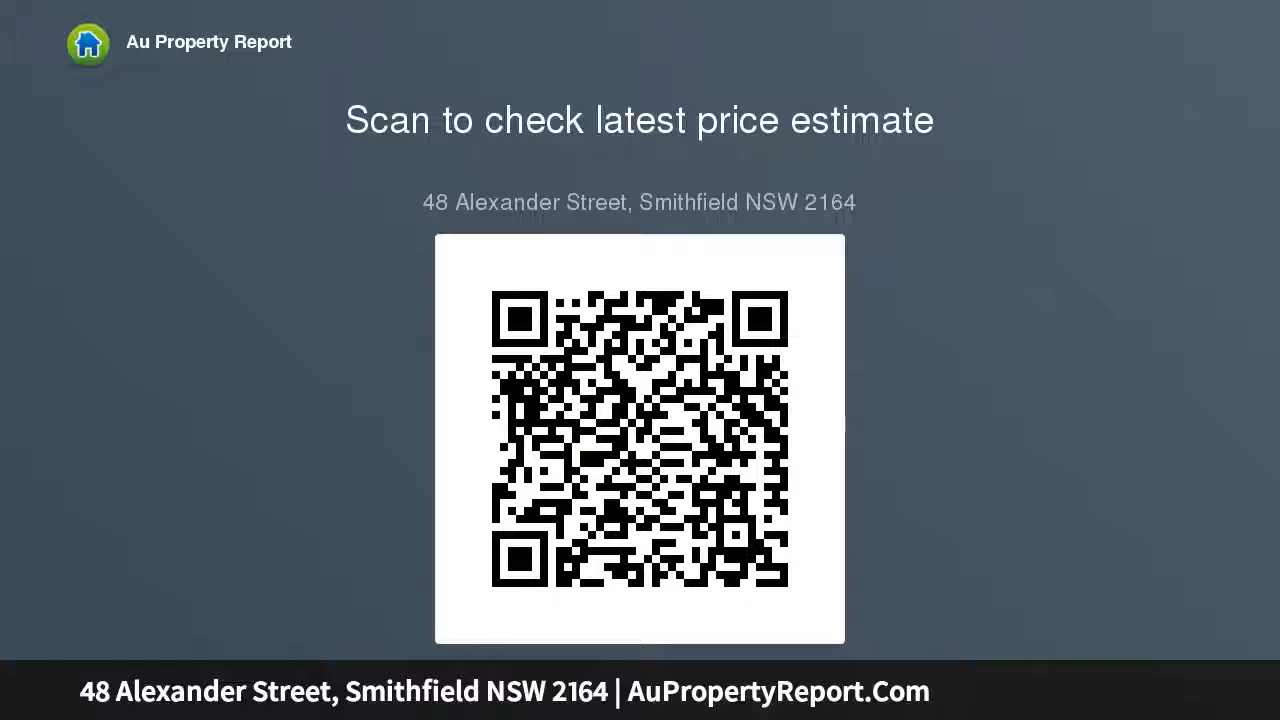 Au Property Report
Scan to check latest price estimate
48 Alexander Street, Smithfield NSW 2164
48 Alexander Street, Smithfield NSW 2164 | AuPropertyReport.Com